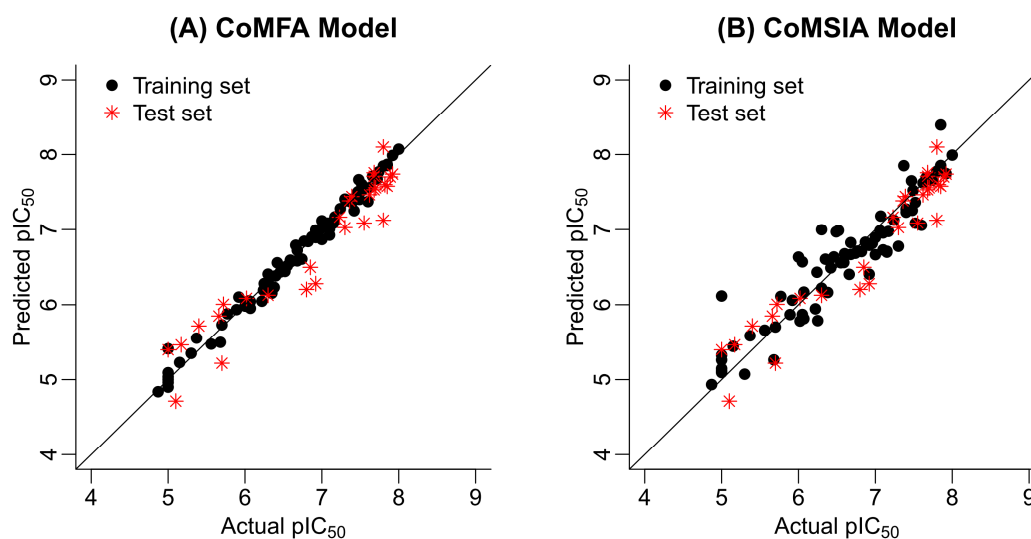 (A) CoMFA Model
Training set
Test set
9
8
7
6
5
4
Predicted pIC50
4 5 6 7 8 9
Actual pIC50
(B) CoMSIA Model
Training set
Test set
9
8
7
6
5
4
Predicted pIC50
4 5 6 7 8 9
Actual pIC50